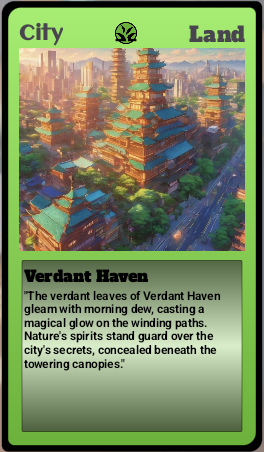 City
Land
Verdant Haven
"The verdant leaves of Verdant Haven
gleam with morning dew, casting a
magical glow on the winding paths.
Nature's spirits stand guard over the
city's secrets, concealed beneath the
towering canopies."